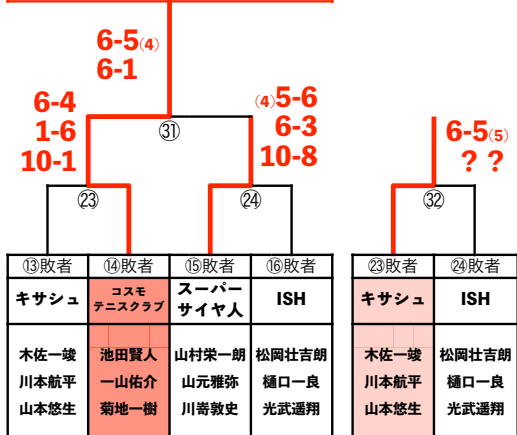 6-5(4)
6-1
6-4
1-6
10-1
(4)5-6
6-3
10-8
6-5(5)
? ?
㉛
㉓
㉔
㉜
⑬敗者 ⑭敗者 ⑮敗者 ⑯敗者 ㉓敗者 ㉔敗者
キサシュ コスモ テニスクラブ スーパー サイヤ人 ISH キサシュ ISH
木佐一竣 池田賢人 山村栄一朗 松岡壮吉朗 木佐一竣 松岡壮吉朗
川本航平 一山佑介 山元雅弥 樋口一良 川本航平 樋口一良
山本悠生 菊地一樹 川嵜敦史 光武遥翔 山本悠生 光武遥翔